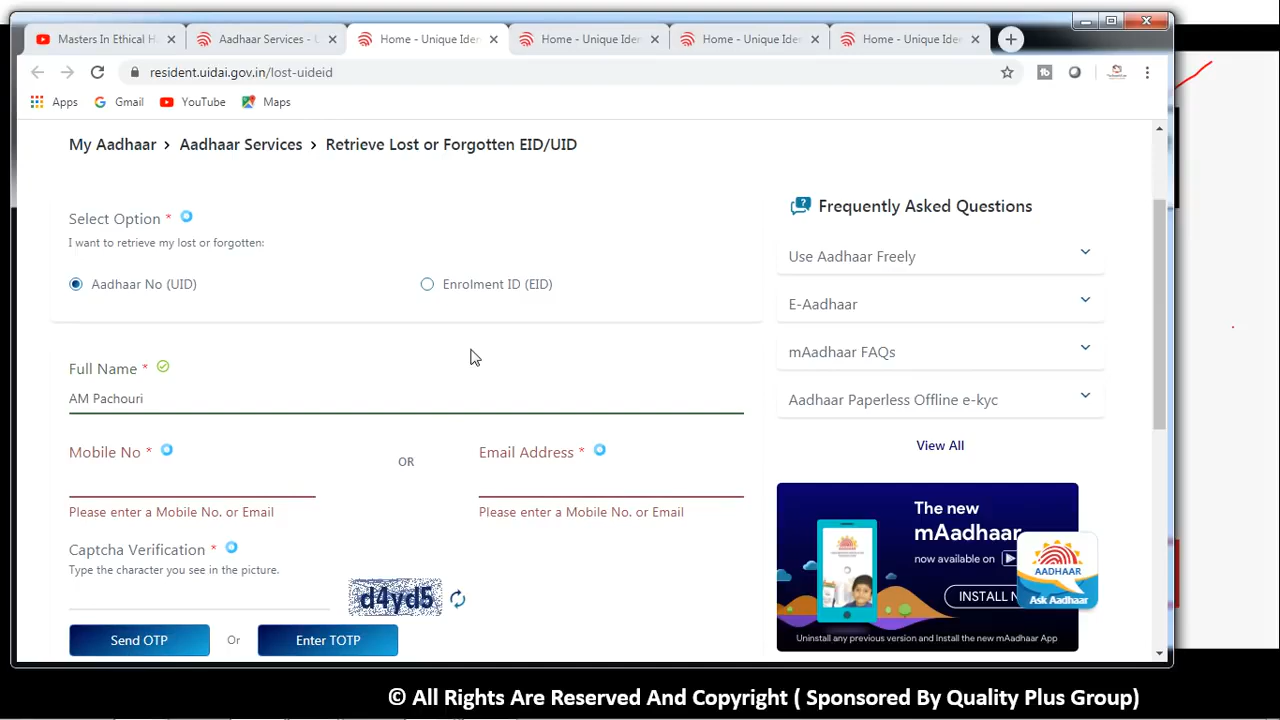 Masters In Ethical H
Aadhaar Services - U
Home - Unique Iden
Home - Unique Iden
Home - Unique Iden
Home - Unique Iden
resident.uidai.gov.in/lost-uideid
Apps
Gmail
YouTube
Maps
My Aadhaar > Aadhaar Services > Retrieve Lost or Forgotten EID/UID
Select Option *
I want to retrieve my lost or forgotten:
Aadhar No (UID)
Enrolment ID (EID)
Full Name *
AM Pachouri
Mobile No *
OR
Email Address *
Please enter a Mobile No. or Email
Please enter a Mobile No. or Email
Captcha Verification *
Type the character you see in the picture.
d4yd5
Send OTP
Or
Enter TOTP
Frequently Asked Questions
Use Aadhaar Freely
E-Aadhaar
mAadhaar FAQs
Aadhaar Paperless Offline e-kyc
View All
The new
mAadhaar
now available on
INSTALL N
AADHAAR
Ask Aadhaar
Uninstall any previous version and Install the new mAadhaar App
© All Rights Are Reserved And Copyright ( Sponsored By Quality Plus Group)